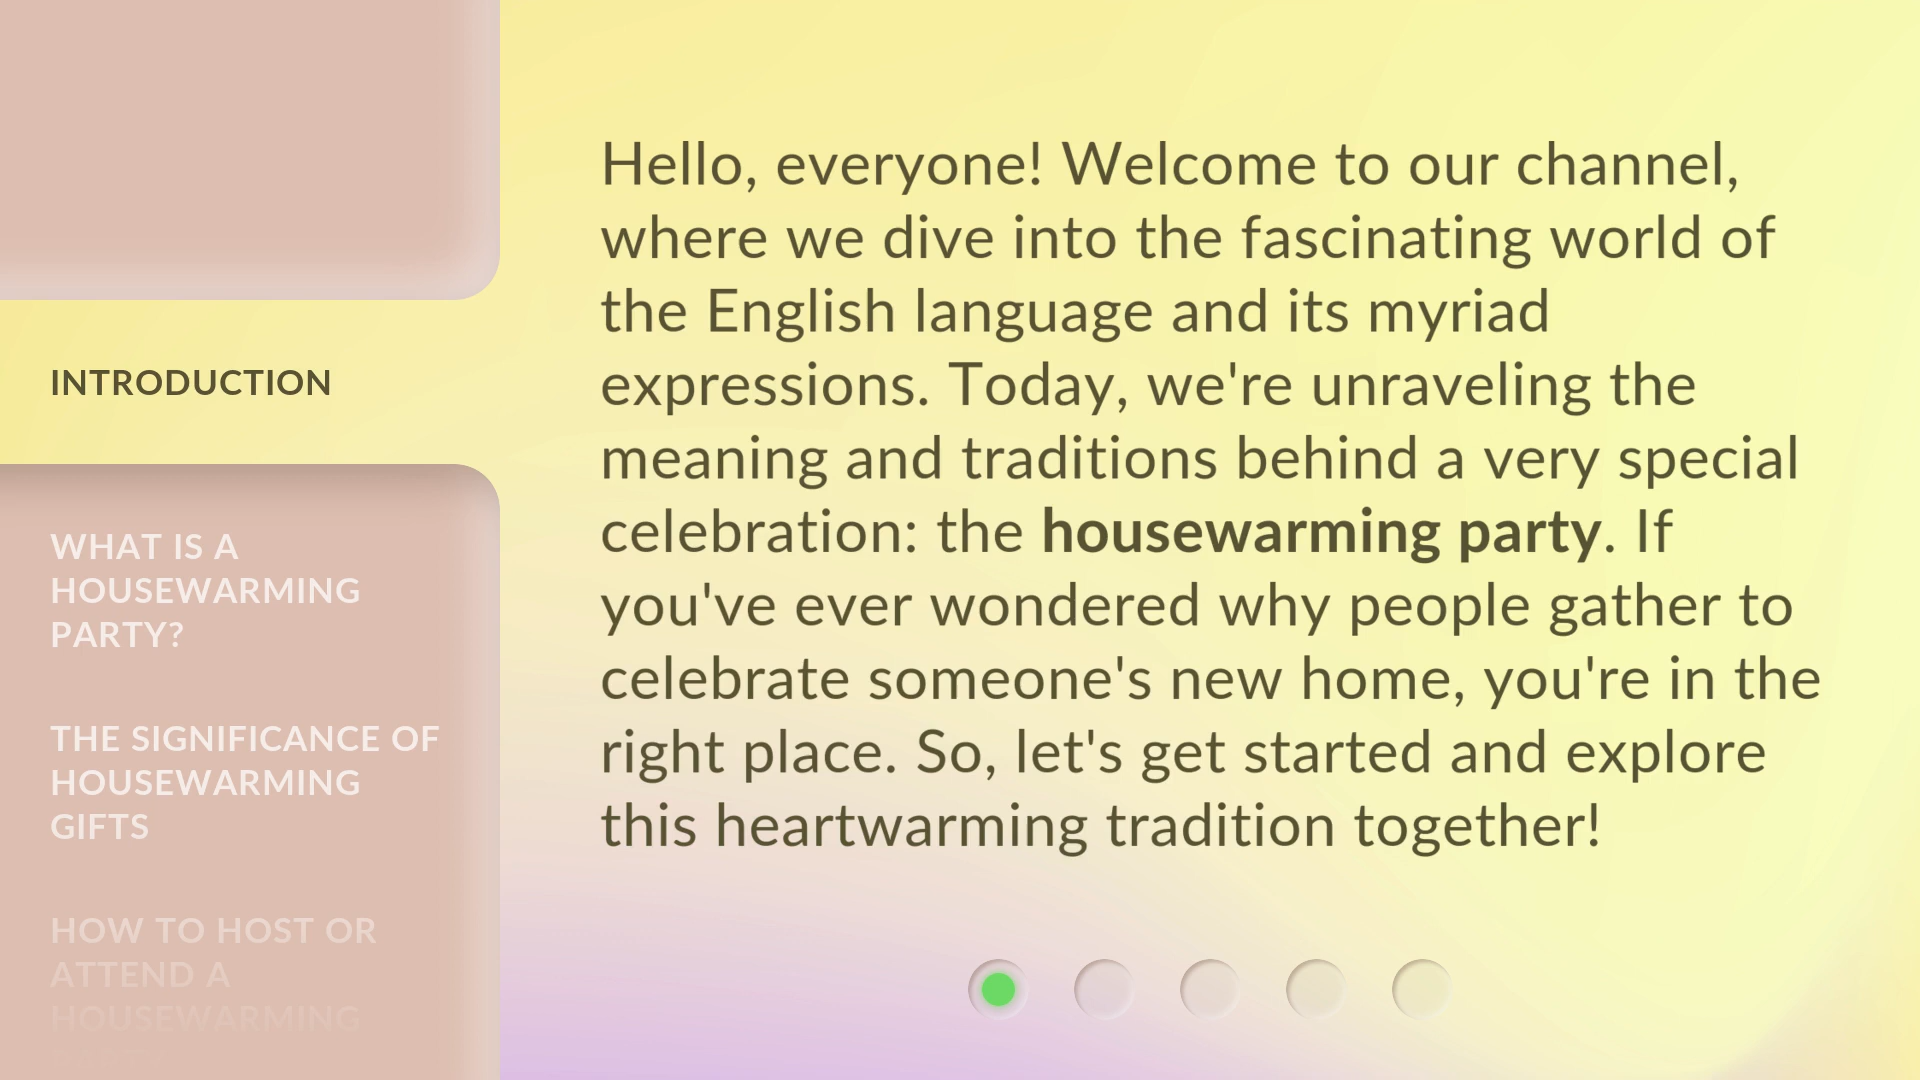 INTRODUCTION
WHAT IS A
HOUSEWARMING
PARTY?
THE SIGNIFICANCE OF
HOUSEWARMING
GIFTS
HOW TO HOST OR
ATTEND A
HOUSEWARMING
Hello, everyone! Welcome to our channel,
where we dive into the fascinating world of
the English language and its myriad
expressions. Today, we're unraveling the
meaning and traditions behind a very special
celebration: the housewarming party. If
you've ever wondered why people gather to
celebrate someone's new home, you're in the
right place. So, let's get started and explore
this heartwarming tradition together!